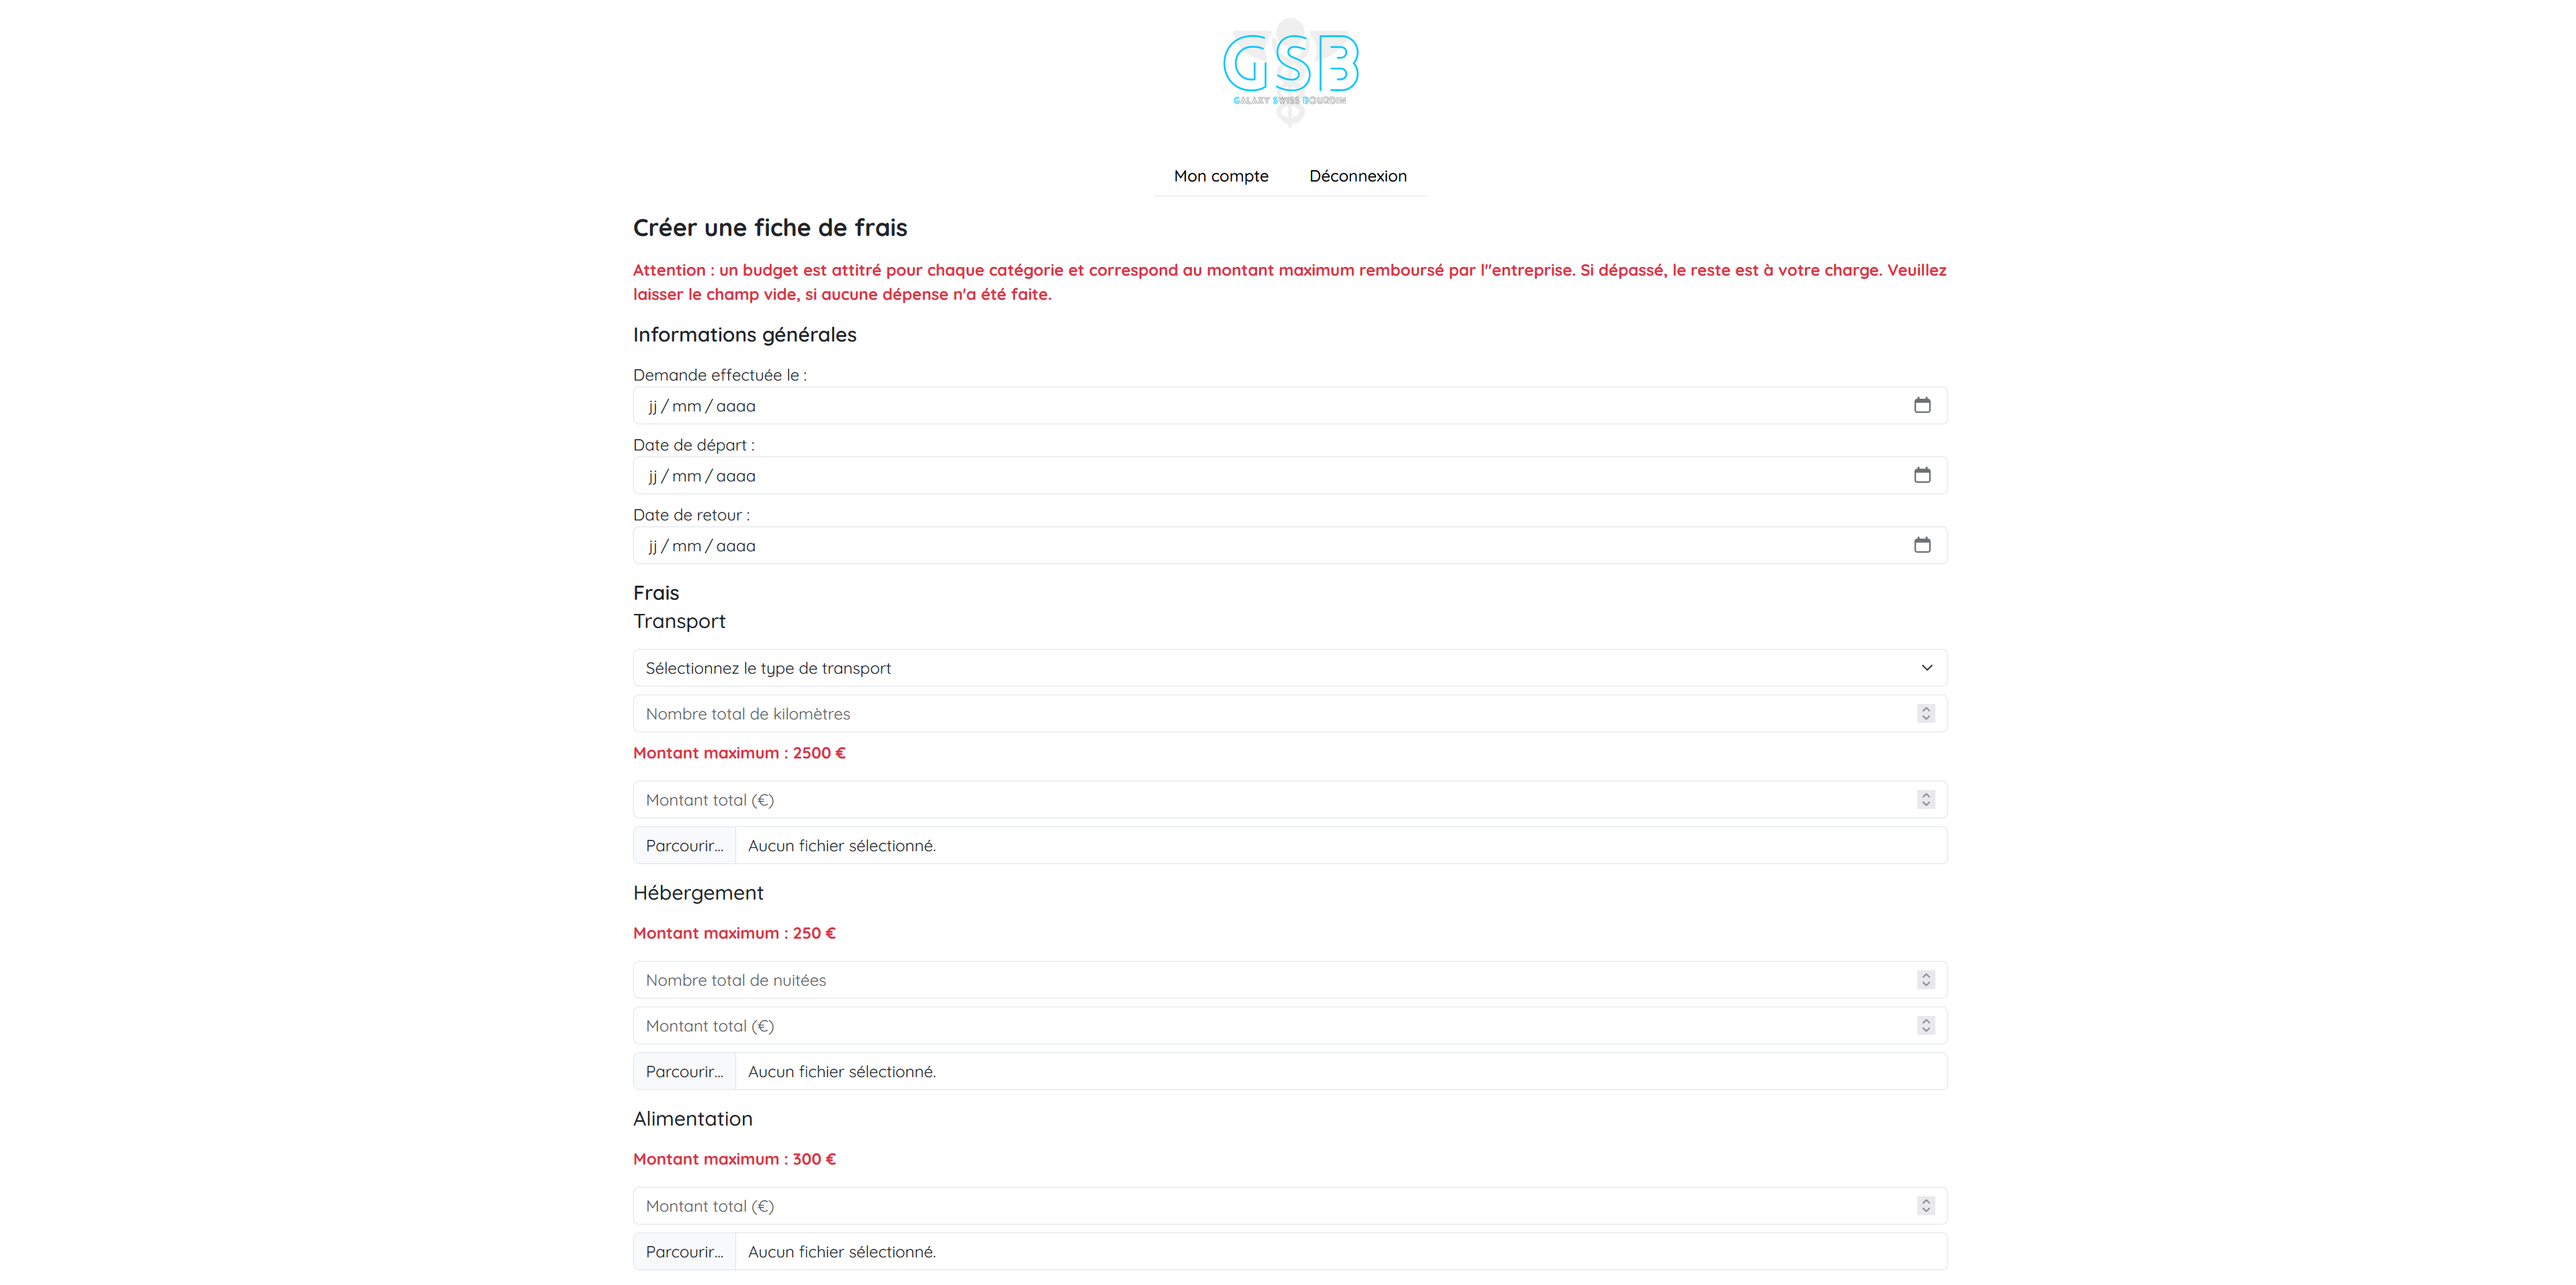 GSB
GALAXY SWISS BOURDIN
Mon compte
Déconnexion
Créer une fiche de frais
Attention : un budget est attitré pour chaque catégorie et correspond au montant maximum remboursé par l''entreprise. Si dépassé, le reste est à votre charge. Veuillez
laisser le champ vide, si aucune dépense n'a été faite.
Informations générales
Demande effectuée le :
jj / mm / aaaa
Date de départ :
jj / mm / aaaa
Date de retour :
jj / mm / aaaa
Frais
Transport
Sélectionnez le type de transport
Nombre total de kilomètres
Montant maximum : 2500 €
Montant total (€)
Parcourir... Aucun fichier sélectionné.
Hébergement
Montant maximum : 250 €
Nombre total de nuitées
Montant total (€)
Parcourir... Aucun fichier sélectionné.
Alimentation
Montant maximum : 300 €
Montant total (€)
Parcourir... Aucun fichier sélectionné.